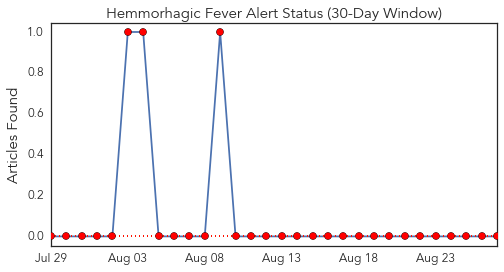 Hemmorhagic Fever Alert Status (30-Day Window)
Articles Found
1.0
0.8
0.6
0.4
0.2
0.0
Jul 29 Aug 03 Aug 08 Aug 13 Aug 18 Aug 23